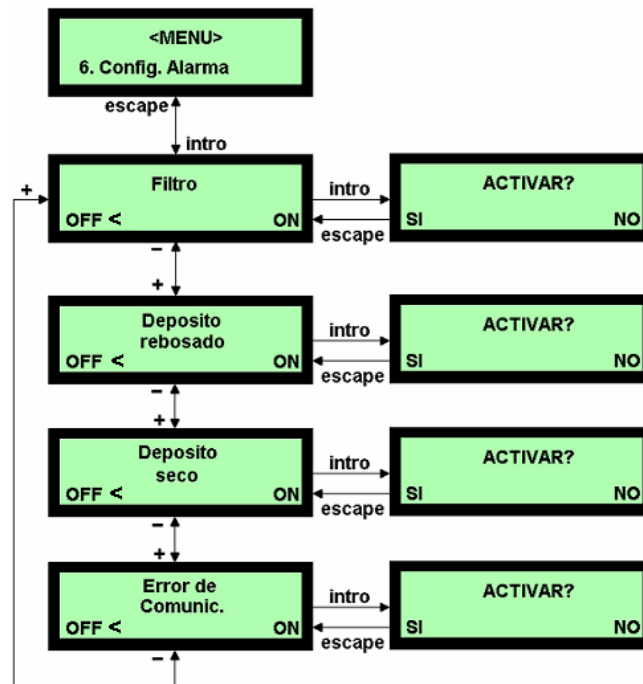 <MENU>
6. Config. Alarma
escape
intro
+
Filtro
OFF < ON
intro
escape
ACTIVAR?
SI NO
−
+
Deposito
rebosado
OFF < ON
intro
escape
ACTIVAR?
SI NO
−
+
Deposito
seco
OFF < ON
intro
escape
ACTIVAR?
SI NO
−
+
Error de
Comunic.
OFF < ON
intro
escape
ACTIVAR?
SI NO
−